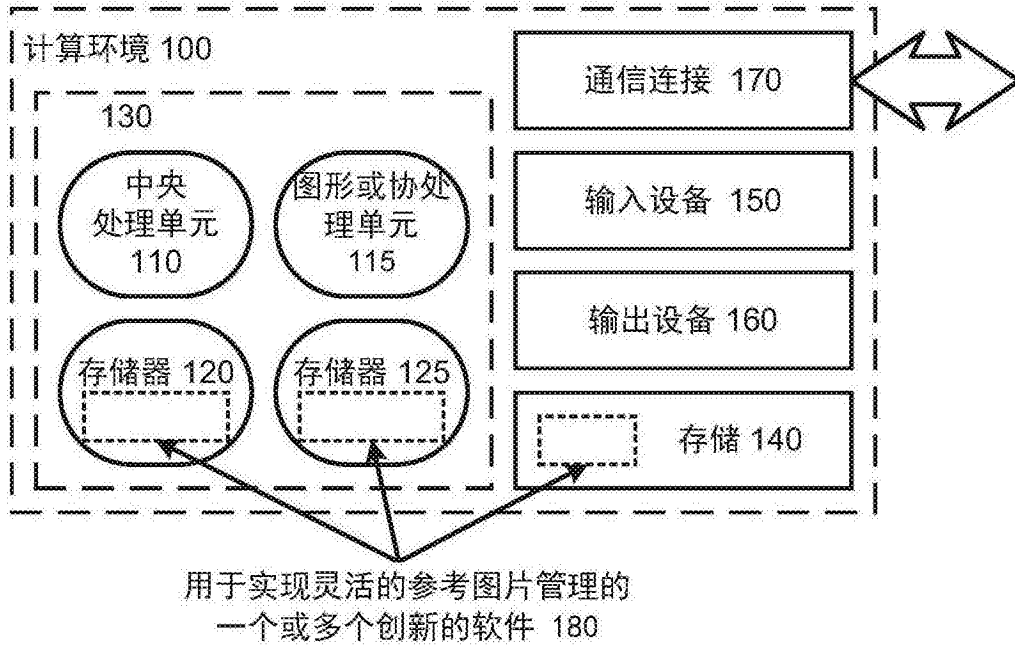 计算环境 100
130
中央
处理单元
110
图形或协处
理单元
115
存储器 120
存储器 125
通信连接 170
输入设备 150
输出设备 160
存储 140
用于实现灵活的参考图片管理的
一个或多个创新的软件 180